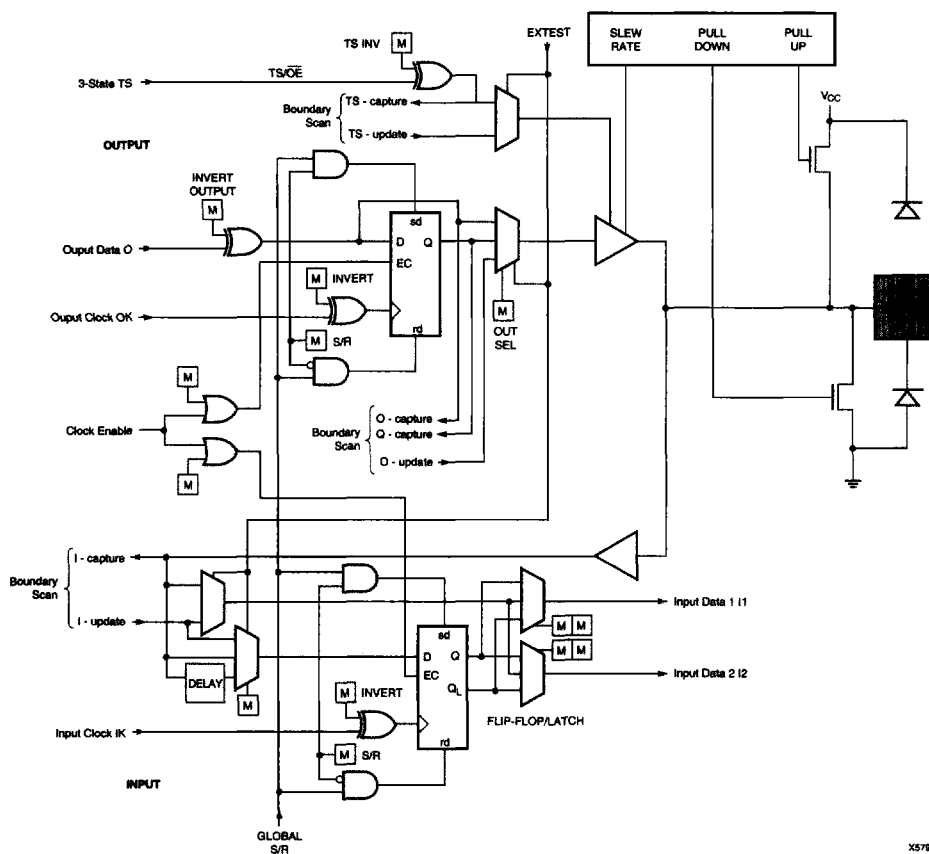 TS INV
M
EXTEST
SLEW RATE
PULL DOWN
PULL UP
3-State TS
TS/OE
Boundary Scan
TS - capture
TS - update
VCC
OUTPUT
INVERT OUTPUT
M
sd
D
Q
EC
Ouput Data O
M
INVERT
M
OUT SEL
Ouput Clock OK
rd
M
S/R
M
Clock Enable
M
Boundary Scan
O - capture
Q - capture
O - update
Boundary Scan
I - capture
I - update
Input Data 1 I1
M
M
sd
D
Q
EC
QL
M
M
Input Data 2 I2
DELAY
M
M
INVERT
FLIP-FLOP/LATCH
Input Clock IK
M
S/R
rd
INPUT
GLOBAL S/R